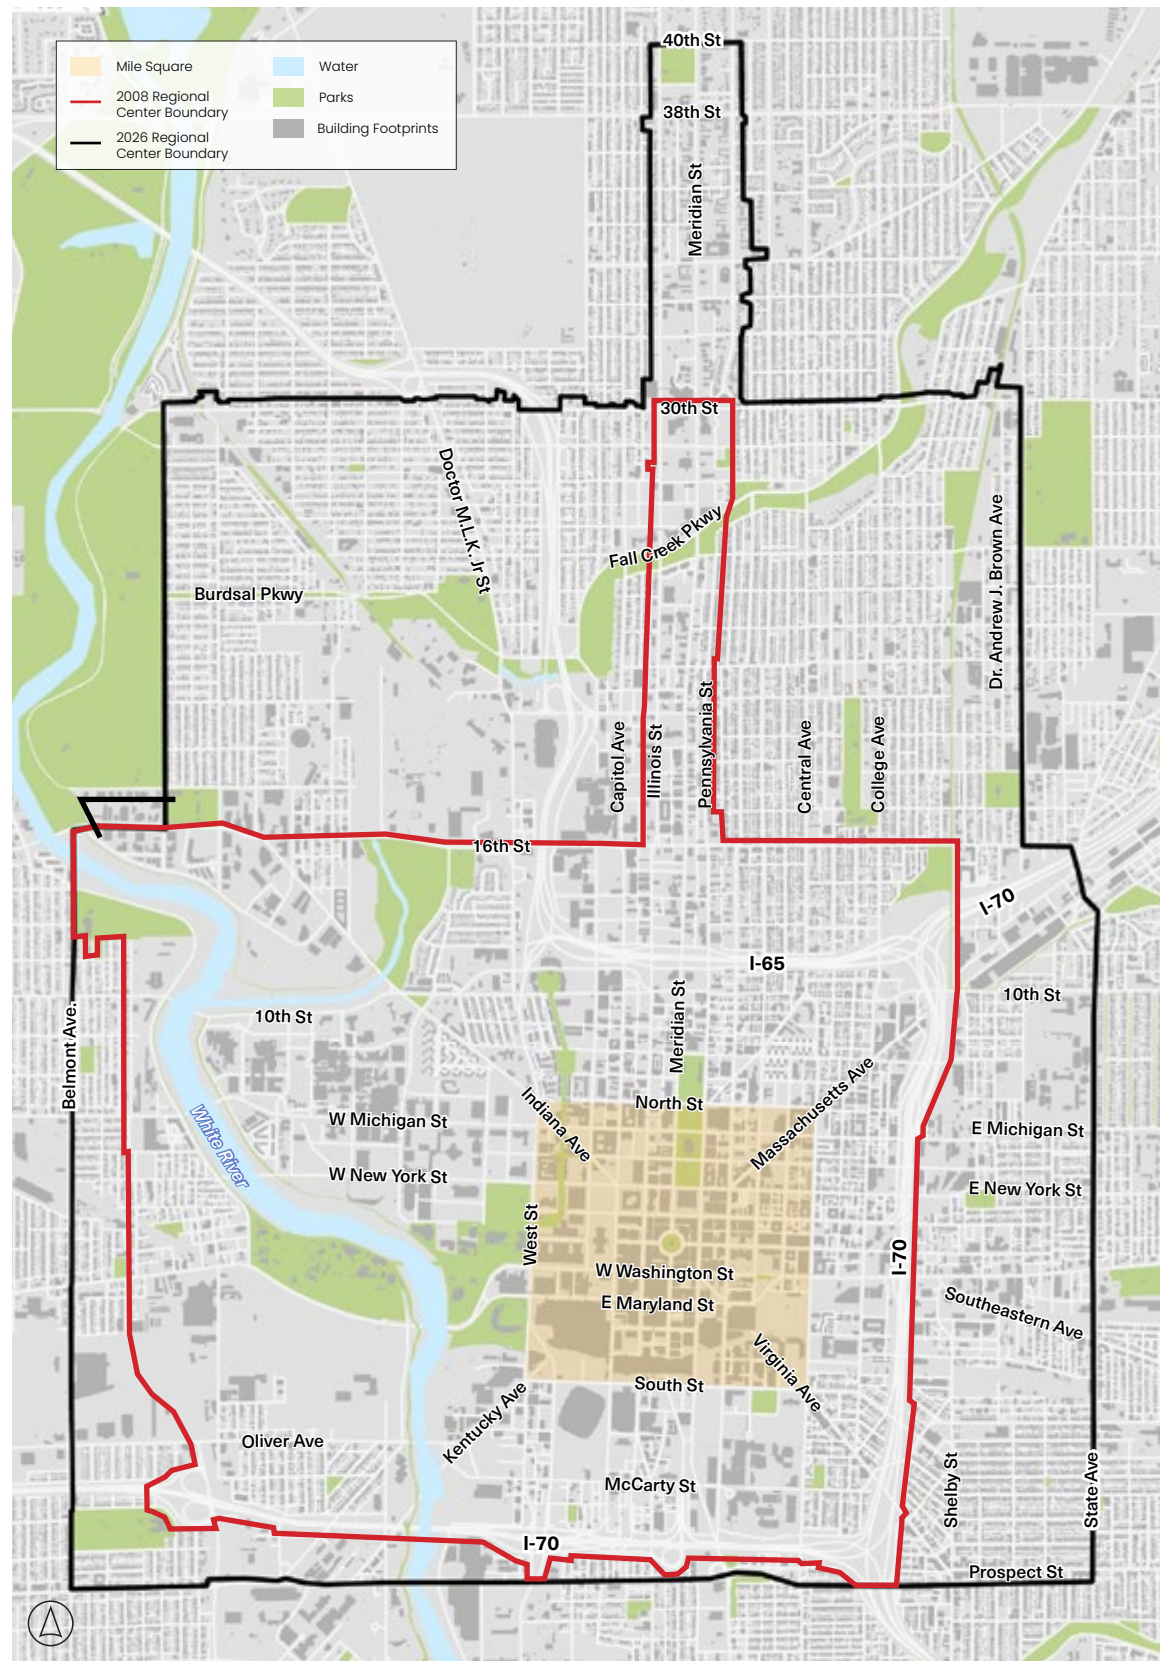 40th St
Mile Square
Water
2008 Regional
Center Boundary
Parks
2026 Regional
Center Boundary
Building Footprints
38th St
Meridian St
30th St
Doctor M.L.K. Jr St
Fall Creek Pkwy
Dr. Andrew J. Brown Ave
Burdsal Pkwy
Capitol Ave
Illinois St
Pennsylvania St
Central Ave
College Ave
16th St
I-70
I-65
10th St
10th St
Meridian St
Belmont Ave.
White River
Indiana Ave
North St
Massachusetts Ave
W Michigan St
E Michigan St
W New York St
E New York St
West St
I-70
W Washington St
E Maryland St
Southeastern Ave
Virginia Ave
South St
Kentucky Ave
Oliver Ave
McCarty St
Shelby St
State Ave
I-70
Prospect St